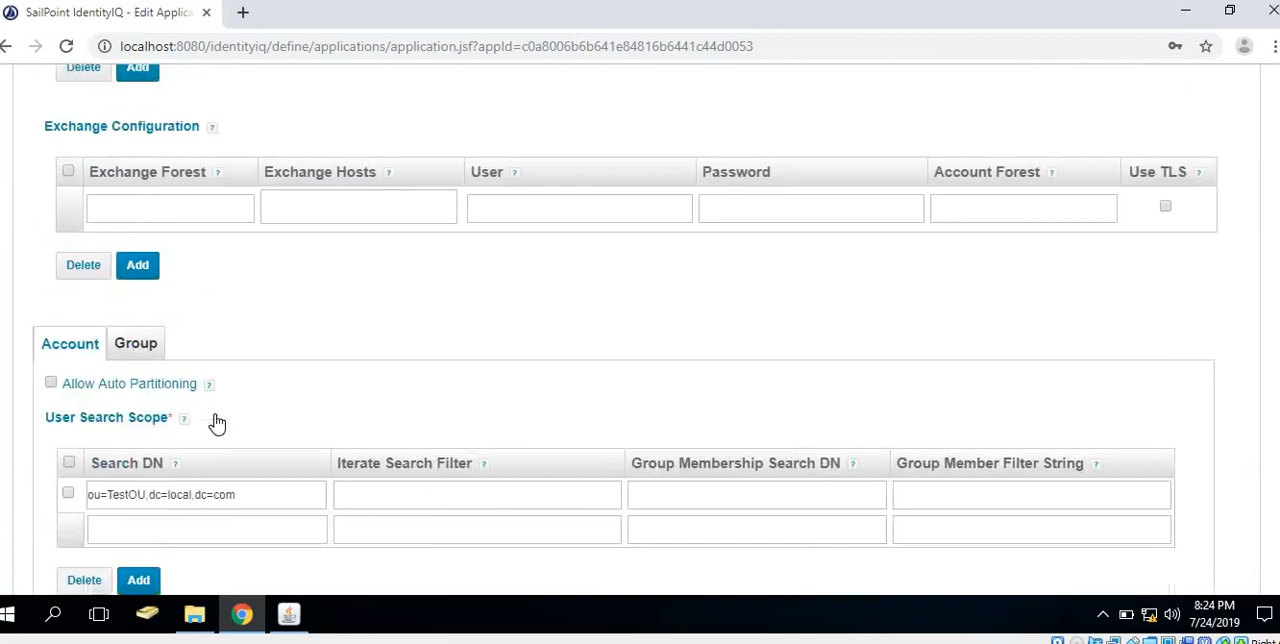 SailPoint IdentityIQ - Edit Applica
localhost:8080/identityiq/define/applications/application.jsf?appId=c0a8006b6b641e84816b6441c44d0053
Delete Add
Exchange Configuration ?
Exchange Forest ? Exchange Hosts ? User ? Password Account Forest ? Use TLS ?
Delete Add
Account Group
Allow Auto Partitioning ?
User Search Scope* ?
Search DN ? Iterate Search Filter ? Group Membership Search DN ? Group Member Filter String ?
ou=TestOU,dc=local,dc=com
Delete Add
8:24 PM
7/24/2019